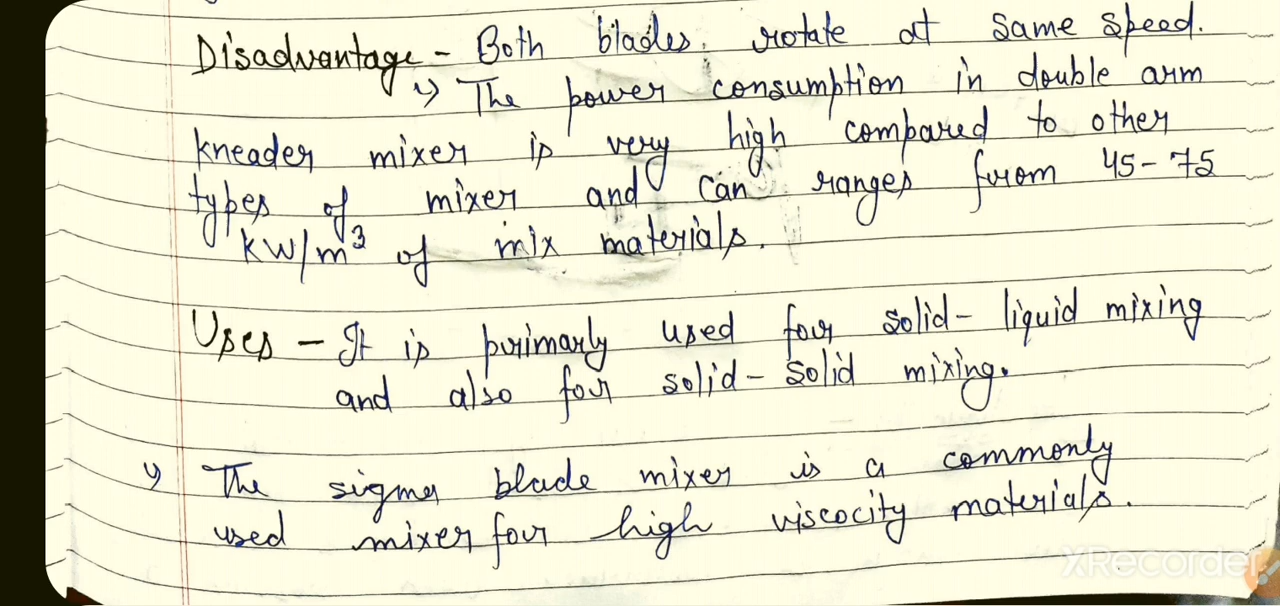 Disadvantage - Both blades rotate at same speed.
↳ The power consumption in double arm
kneader mixer is very high compared to other
types of mixer and can ranges from 45-75
kW/m³ of mix materials.
Uses - It is primarly used for solid-liquid mixing
and also for solid-solid mixing.
↳ The sigma blade mixer is a commonly
used mixer for high viscocity materials.
XRecorder